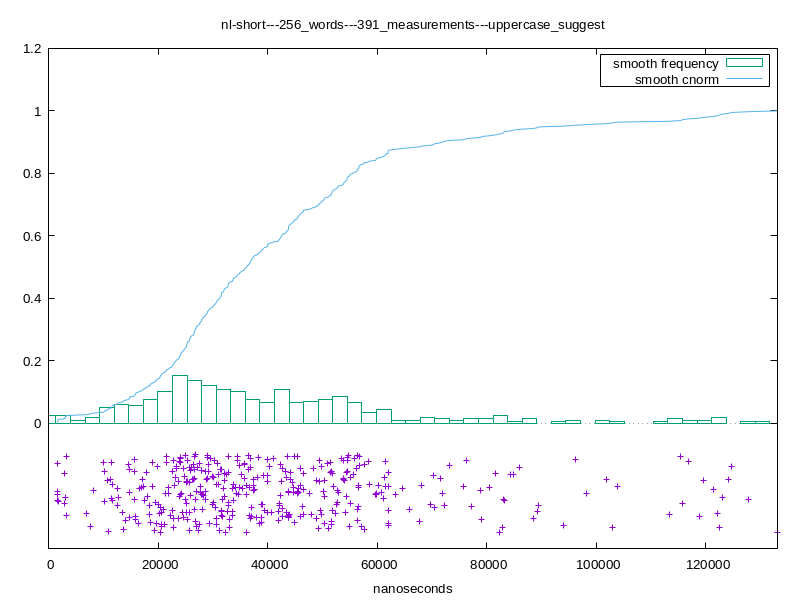 nl-short---256_words---391_measurements---uppercase_suggest
smooth frequency
smooth cnorm
1.2
1
0.8
0.6
0.4
0.2
0
0 20000 40000 60000 80000 100000 120000
nanoseconds